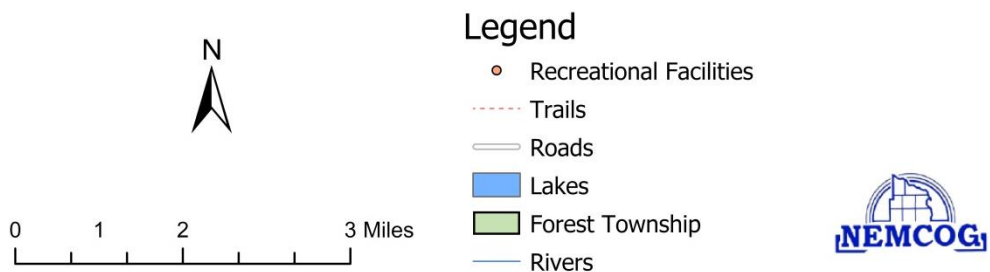 N
0 1 2 3 Miles
Legend
Recreational Facilities
Trails
Roads
Lakes
Forest Township
Rivers
NEMCOG